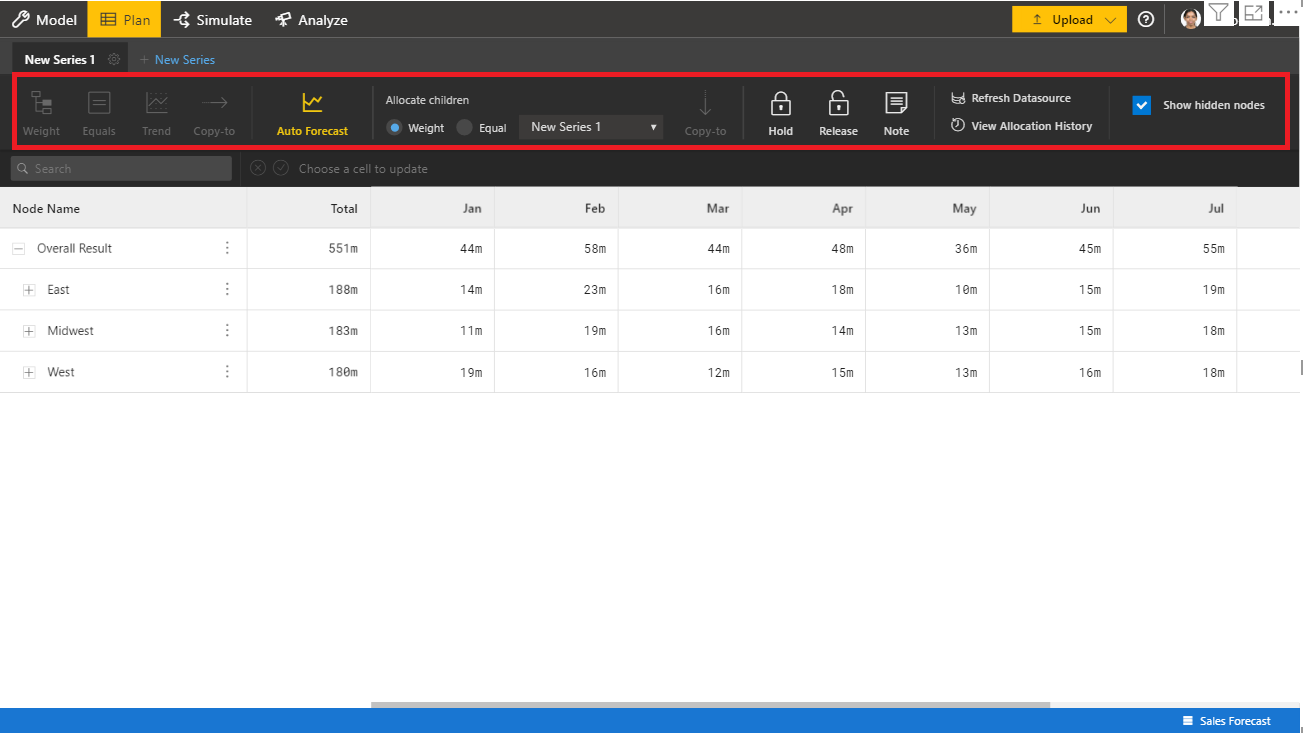 Model Plan Simulate Analyze Upload
New Series 1 + New Series
Allocate children
Weight Equals Trend Copy-to Auto Forecast Weight Equal New Series 1 Copy-to Hold Release Note
Refresh Datasource
View Allocation History
Show hidden nodes
Search Choose a cell to update
Node Name Total Jan Feb Mar Apr May Jun Jul
Overall Result 551m 44m 58m 44m 48m 36m 45m 55m
East 188m 14m 23m 16m 18m 10m 15m 19m
Midwest 183m 11m 19m 16m 14m 13m 15m 18m
West 180m 19m 16m 12m 15m 13m 16m 18m
Sales Forecast